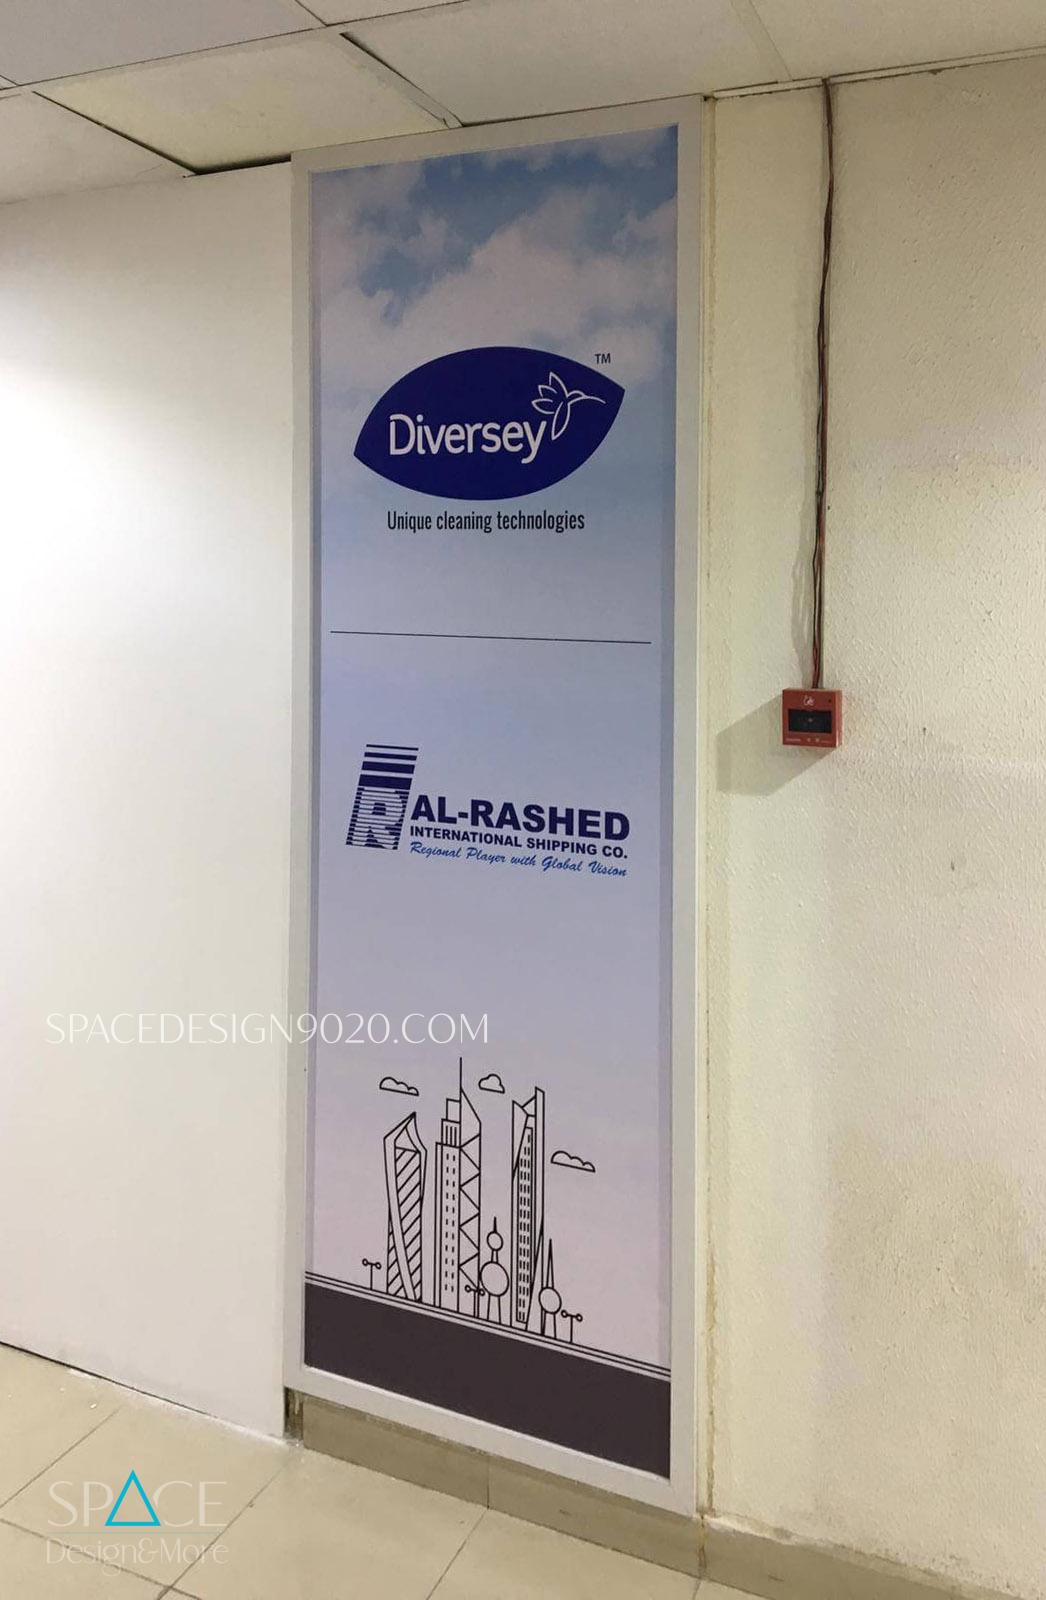 TM
Diversey
Unique cleaning technologies
R AL-RASHED
INTERNATIONAL SHIPPING CO.
Regional Player with Global Vision
SPACEDESIGN9020.COM
SPACE
Design&More